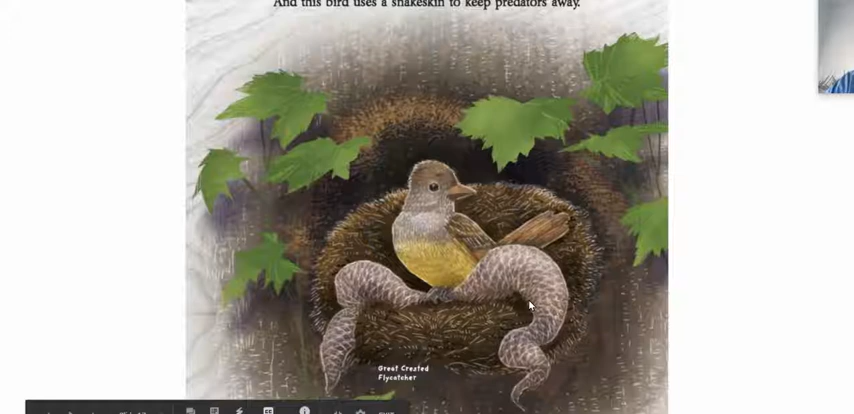 And this bird uses a snakeskin to keep predators away.
Great Crested
Flycatcher